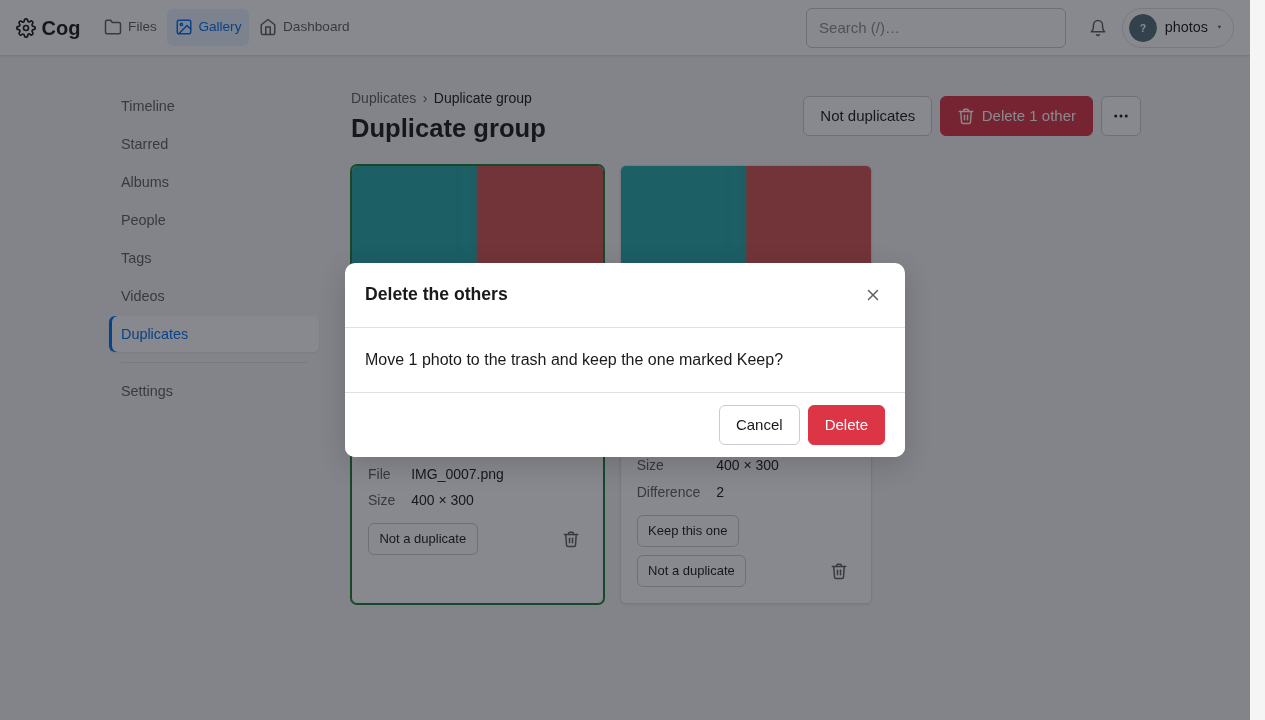 Cog
Files
Gallery
Dashboard
Search (/)…
?
photos
Timeline
Starred
Albums
People
Tags
Videos
Duplicates
Settings
Duplicates › Duplicate group
Duplicate group
Not duplicates
Delete 1 other
Delete the others
Move 1 photo to the trash and keep the one marked Keep?
Cancel
Delete
File IMG_0007.png
Size 400 × 300
Not a duplicate
Size 400 × 300
Difference 2
Keep this one
Not a duplicate